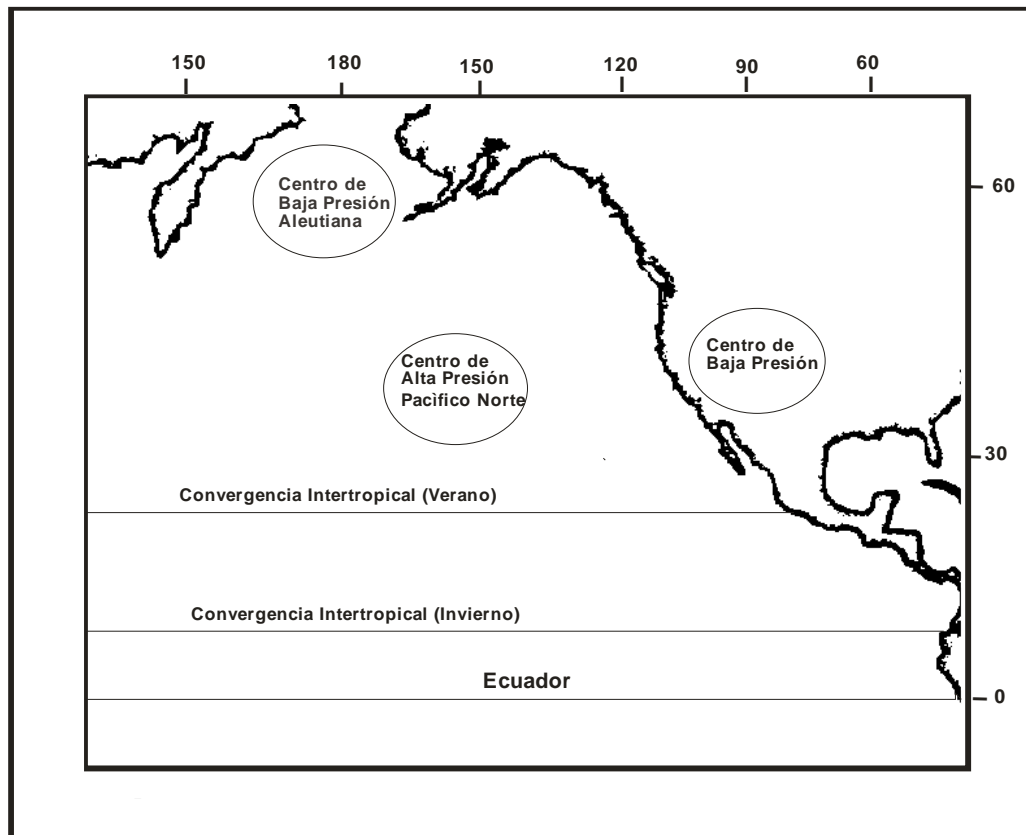 150 180 150 120 90 60
60
Centro de
Baja Presión
Aleutiana
Centro de
Baja Presión
Centro de
Alta Presión
Pacìfico Norte
30
Convergencia Intertropical (Verano)
Convergencia Intertropical (Invierno)
Ecuador
0